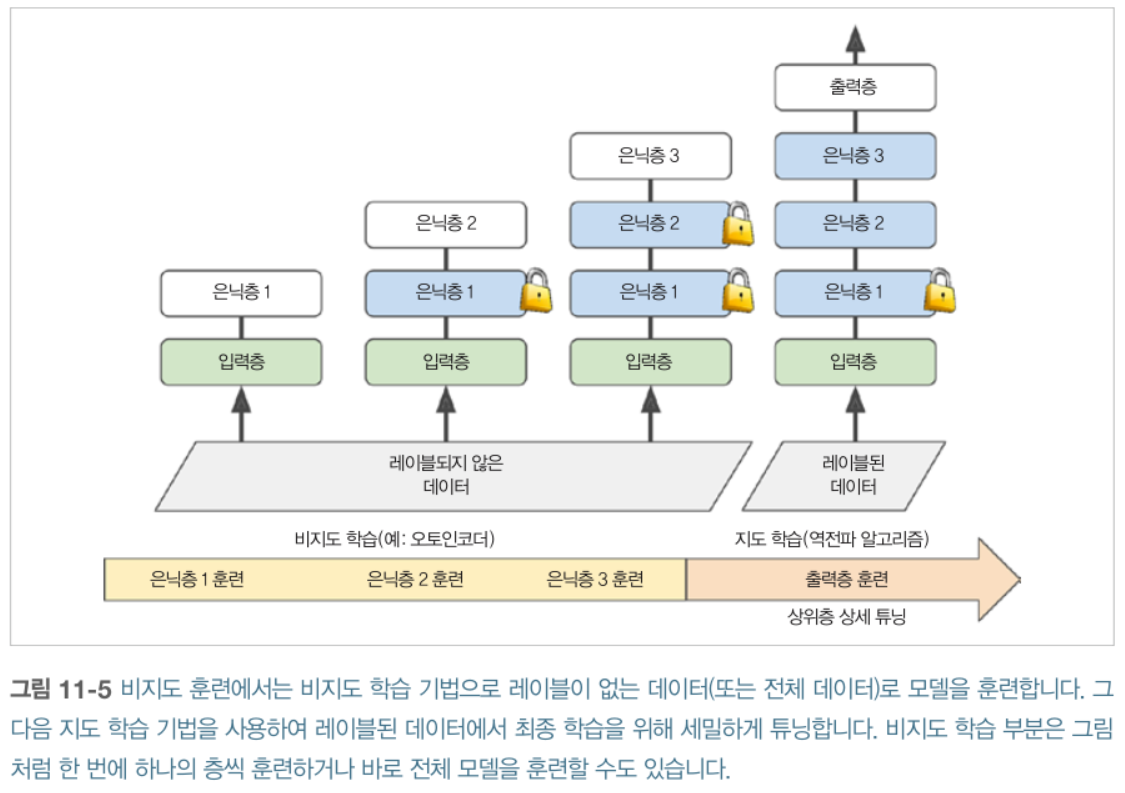 출력층
은닉층 3
은닉층 3
은닉층 2
은닉층 2
은닉층 2
은닉층 1
은닉층 1
은닉층 1
은닉층 1
입력층
입력층
입력층
입력층
레이블되지 않은
데이터
레이블된
데이터
비지도 학습(예: 오토인코더)
지도 학습(역전파 알고리즘)
은닉층 1 훈련
은닉층 2 훈련
은닉층 3 훈련
출력층 훈련
상위층 상세 튜닝
그림 11-5 비지도 훈련에서는 비지도 학습 기법으로 레이블이 없는 데이터(또는 전체 데이터)로 모델을 훈련합니다. 그
다음 지도 학습 기법을 사용하여 레이블된 데이터에서 최종 학습을 위해 세밀하게 튜닝합니다. 비지도 학습 부분은 그림
처럼 한 번에 하나의 층씩 훈련하거나 바로 전체 모델을 훈련할 수도 있습니다.